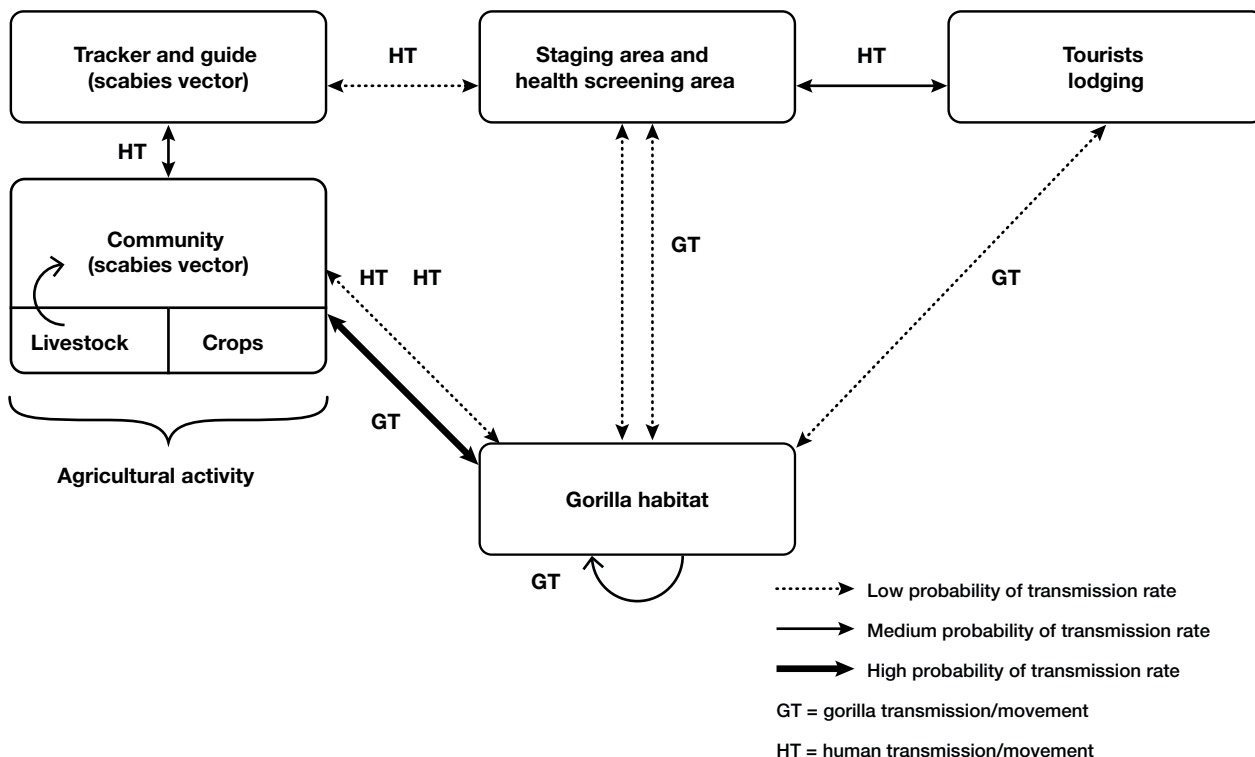 Tracker and guide
(scabies vector)
HT
Staging area and
health screening area
HT
Tourists
lodging
HT
Community
(scabies vector)
Livestock
Crops
HT HT
GT
GT
GT
Agricultural activity
Gorilla habitat
GT
Low probability of transmission rate
Medium probability of transmission rate
High probability of transmission rate
GT = gorilla transmission/movement
HT = human transmission/movement